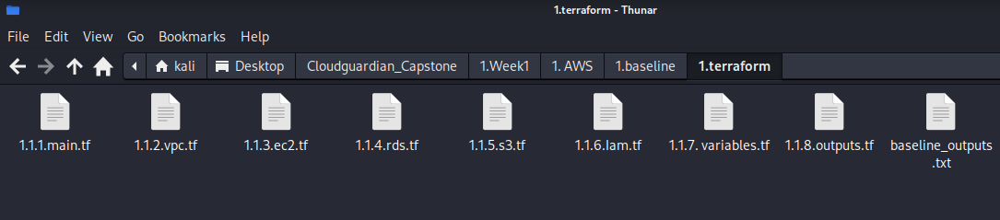 1.terraform - Thunar
File Edit View Go Bookmarks Help
kali Desktop Cloudguardian_Capstone 1.Week1 1. AWS 1.baseline 1.terraform
1.1.1.main.tf 1.1.2.vpc.tf 1.1.3.ec2.tf 1.1.4.rds.tf 1.1.5.s3.tf 1.1.6.Iam.tf 1.1.7. variables.tf 1.1.8.outputs.tf baseline_outputs
.txt